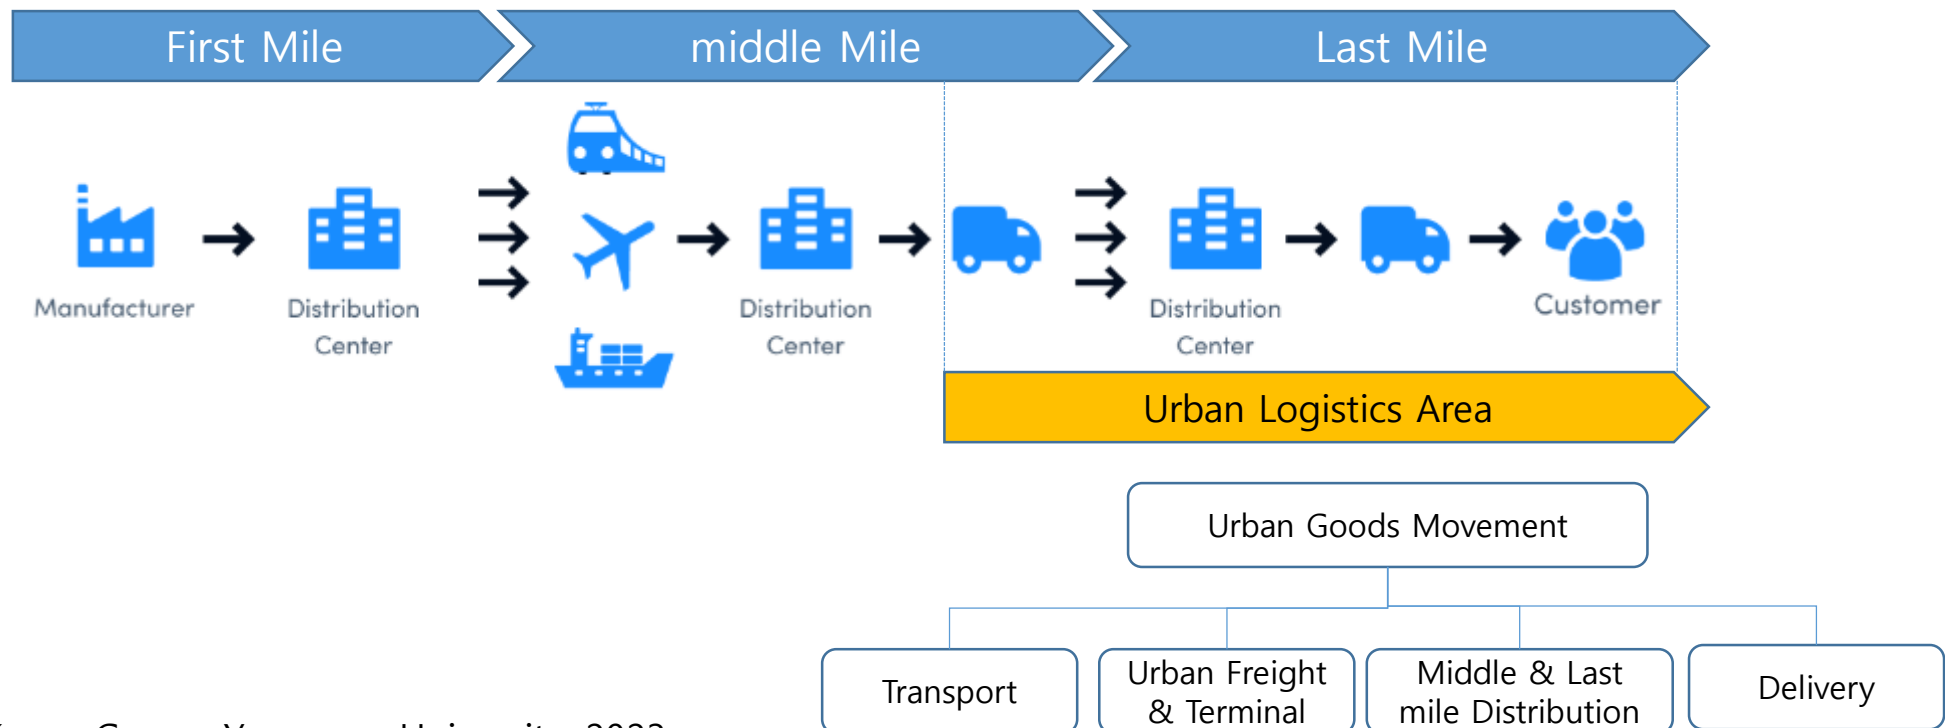 First Mile
middle Mile
Last Mile
Manufacturer
Distribution
Center
Distribution
Center
Distribution
Center
Customer
Urban Logistics Area
Urban Goods Movement
Transport
Urban Freight
& Terminal
Middle & Last
mile Distribution
Delivery